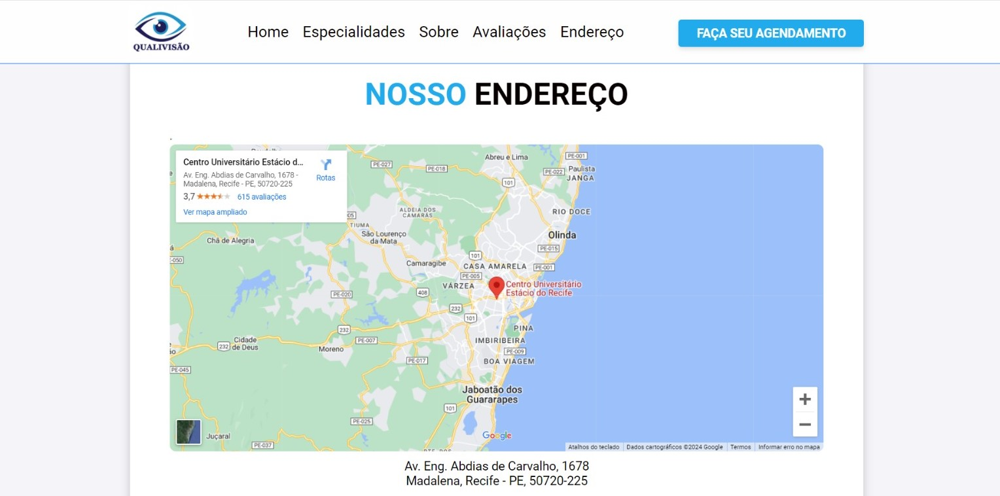 QUALIVISÃO
Home Especialidades Sobre Avaliações Endereço
FAÇA SEU AGENDAMENTO
NOSSO ENDEREÇO
Centro Universitário Estácio d...
Rotas
Av. Eng. Abdias de Carvalho, 1678 -
Madalena, Recife - PE, 50720-225
3,7
615 avaliações
Ver mapa ampliado
PE-027
PE-018
Abreu e Lima
PE-001
PE-022
Paulista
JANGA
101
ALDEIA DOS
CAMARÁS
RIO DOCE
TIUMA
São Lourenço
da Mata
Chã de Alegria
Olinda
PE-015
101
Camaragibe
CASA AMARELA
PE-001
PE-005
VÁRZEA
Centro Universitário
Estácio do Recife
408
PE-020
232
101
PINA
232
Cidade
de Deus
232
PE-007
IMBIRIBEIRA
Moreno
PE-009
PE-017
BOA VIAGEM
PE-045
Jaboatão dos
Guararapes
101
PE-025
Juçaral
PE-037
Google
+
−
Atalhos do teclado
Dados cartográficos ©2024 Google
Termos
Informar erro no mapa
Av. Eng. Abdias de Carvalho, 1678
Madalena, Recife - PE, 50720-225